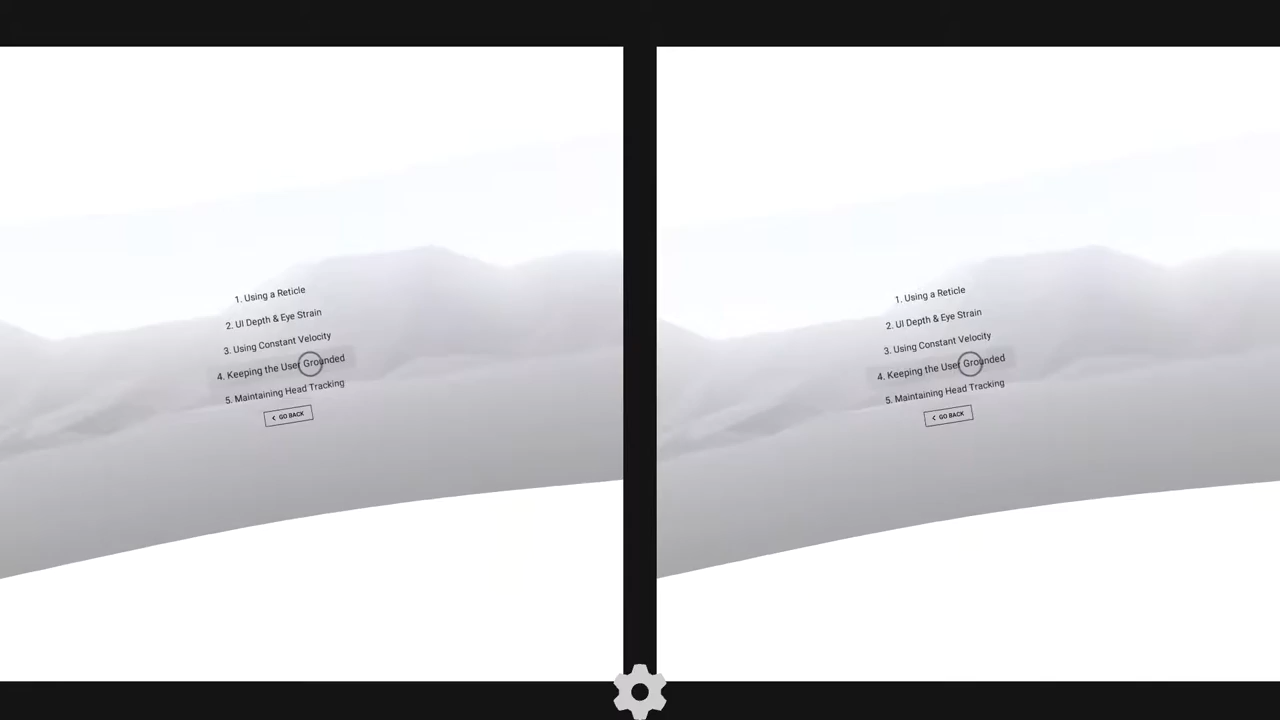 1. Using a Reticle
2. UI Depth & Eye Strain
3. Using Constant Velocity
4. Keeping the User Grounded
5. Maintaining Head Tracking
GO BACK
1. Using a Reticle
2. UI Depth & Eye Strain
3. Using Constant Velocity
4. Keeping the User Grounded
5. Maintaining Head Tracking
GO BACK